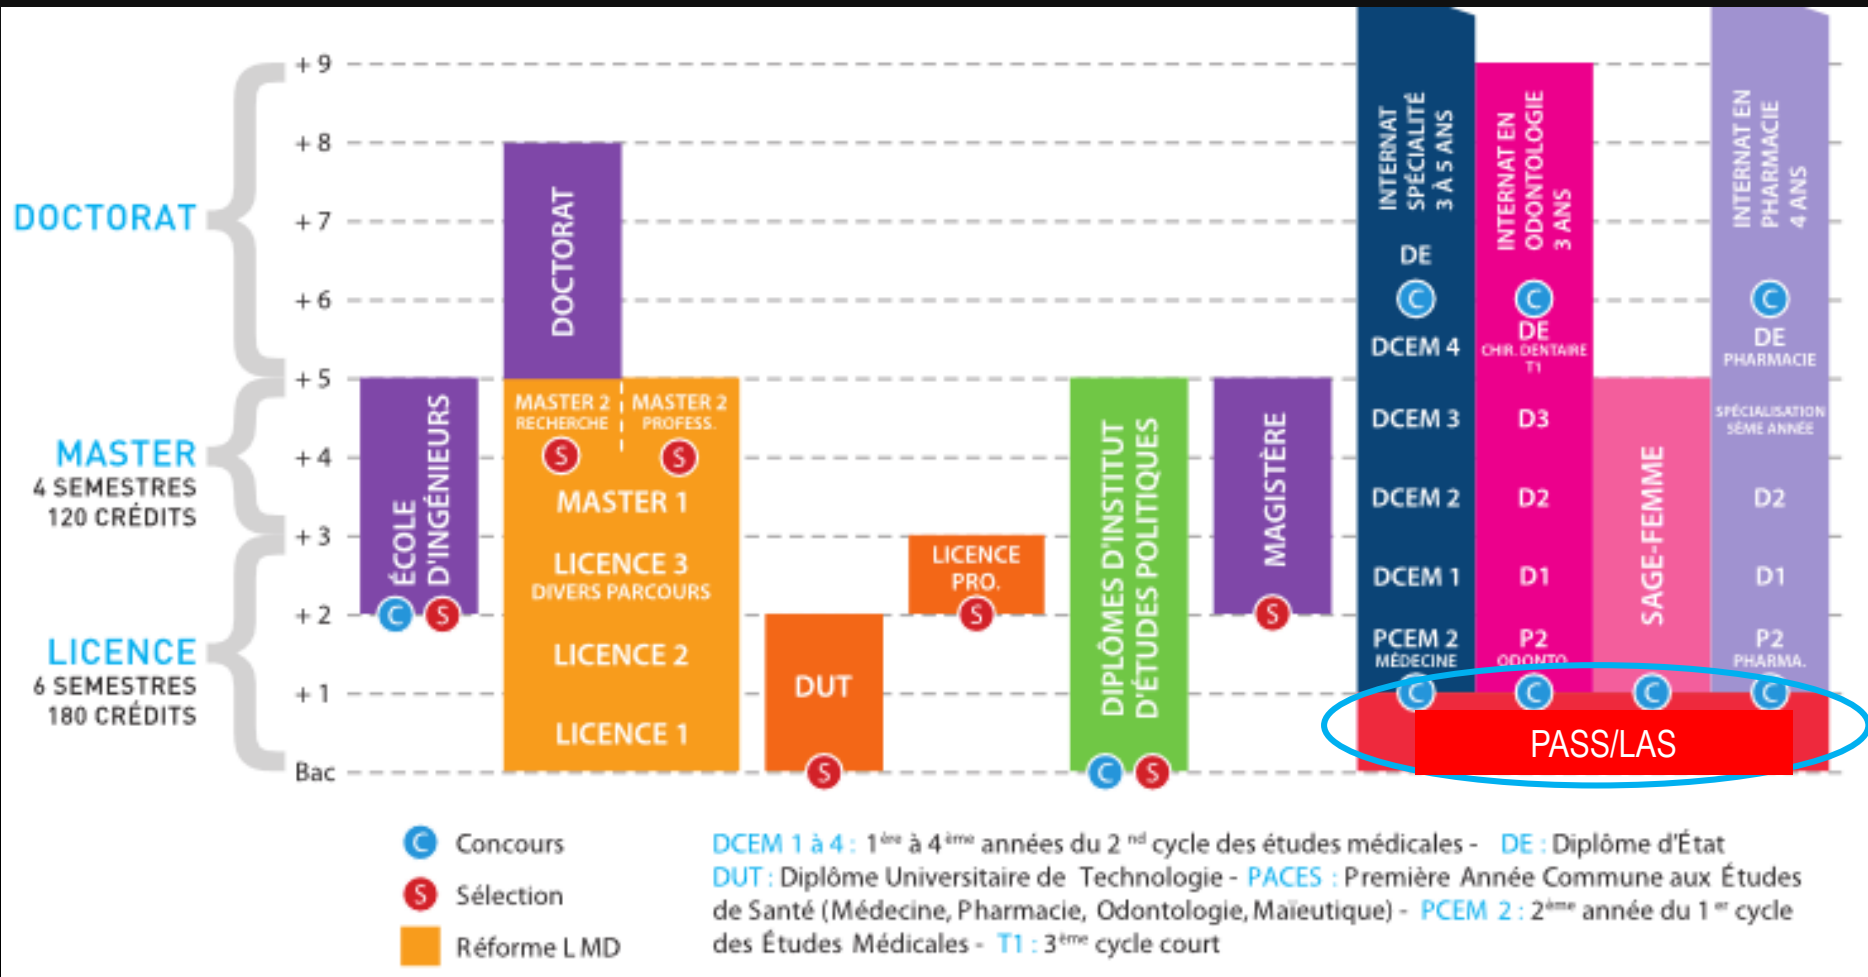 DOCTORAT
MASTER
4 SEMESTRES
120 CRÉDITS
LICENCE
6 SEMESTRES
180 CRÉDITS
+ 9
+ 8
+ 7
+ 6
+ 5
+ 4
+ 3
+ 2
+ 1
Bac
ÉCOLE
D'INGÉNIEURS
C
S
DOCTORAT
MASTER 2
RECHERCHE
S
MASTER 2
PROFESS.
S
MASTER 1
LICENCE 3
DIVERS PARCOURS
LICENCE 2
LICENCE 1
DUT
S
LICENCE
PRO.
S
DIPLÔMES D'INSTITUT
D'ÉTUDES POLITIQUES
C
S
MAGISTÈRE
S
INTERNAT
SPÉCIALITÉ
3 À 5 ANS
DE
C
DCEM 4
DCEM 3
DCEM 2
DCEM 1
PCEM 2
MÉDECINE
C
INTERNAT EN
ODONTOLOGIE
3 ANS
C
DE
CHIR. DENTAIRE
T1
D3
D2
D1
P2
ODONTO
C
SAGE-FEMME
C
INTERNAT EN
PHARMACIE
4 ANS
C
DE
PHARMACIE
SPÉCIALISATION
5ÈME ANNÉE
D2
D1
P2
PHARMA.
C
PASS/LAS
C Concours
S Sélection
Réforme LMD
DCEM 1 à 4 : 1ère à 4ème années du 2nd cycle des études médicales - DE : Diplôme d'État
DUT : Diplôme Universitaire de Technologie - PACES : Première Année Commune aux Études
de Santé (Médecine, Pharmacie, Odontologie, Maïeutique) - PCEM 2 : 2ème année du 1er cycle
des Études Médicales - T1 : 3ème cycle court